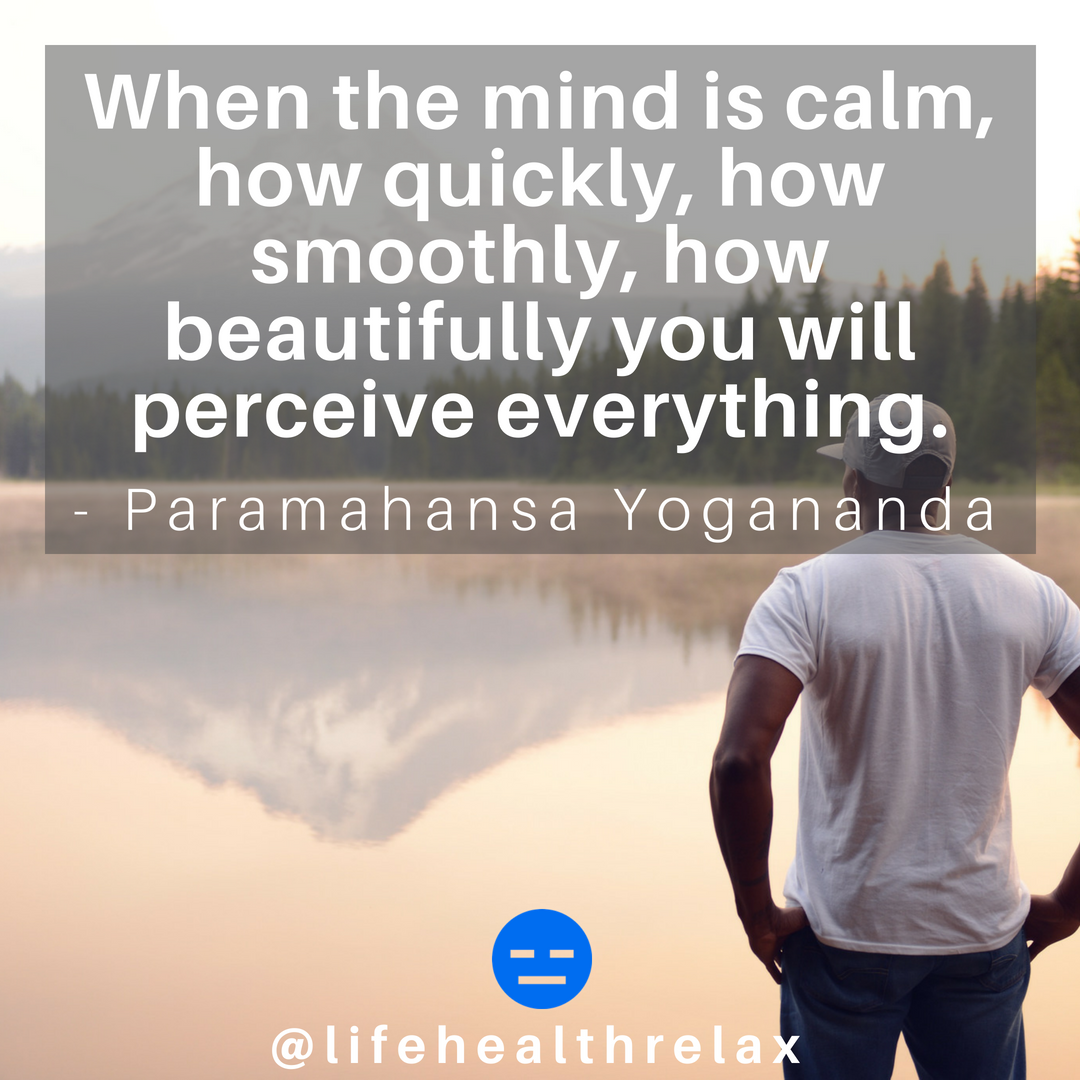 When the mind is calm,
how quickly, how
smoothly, how
beautifully you will
perceive everything.
- Paramahansa Yogananda
@lifehealthrelax